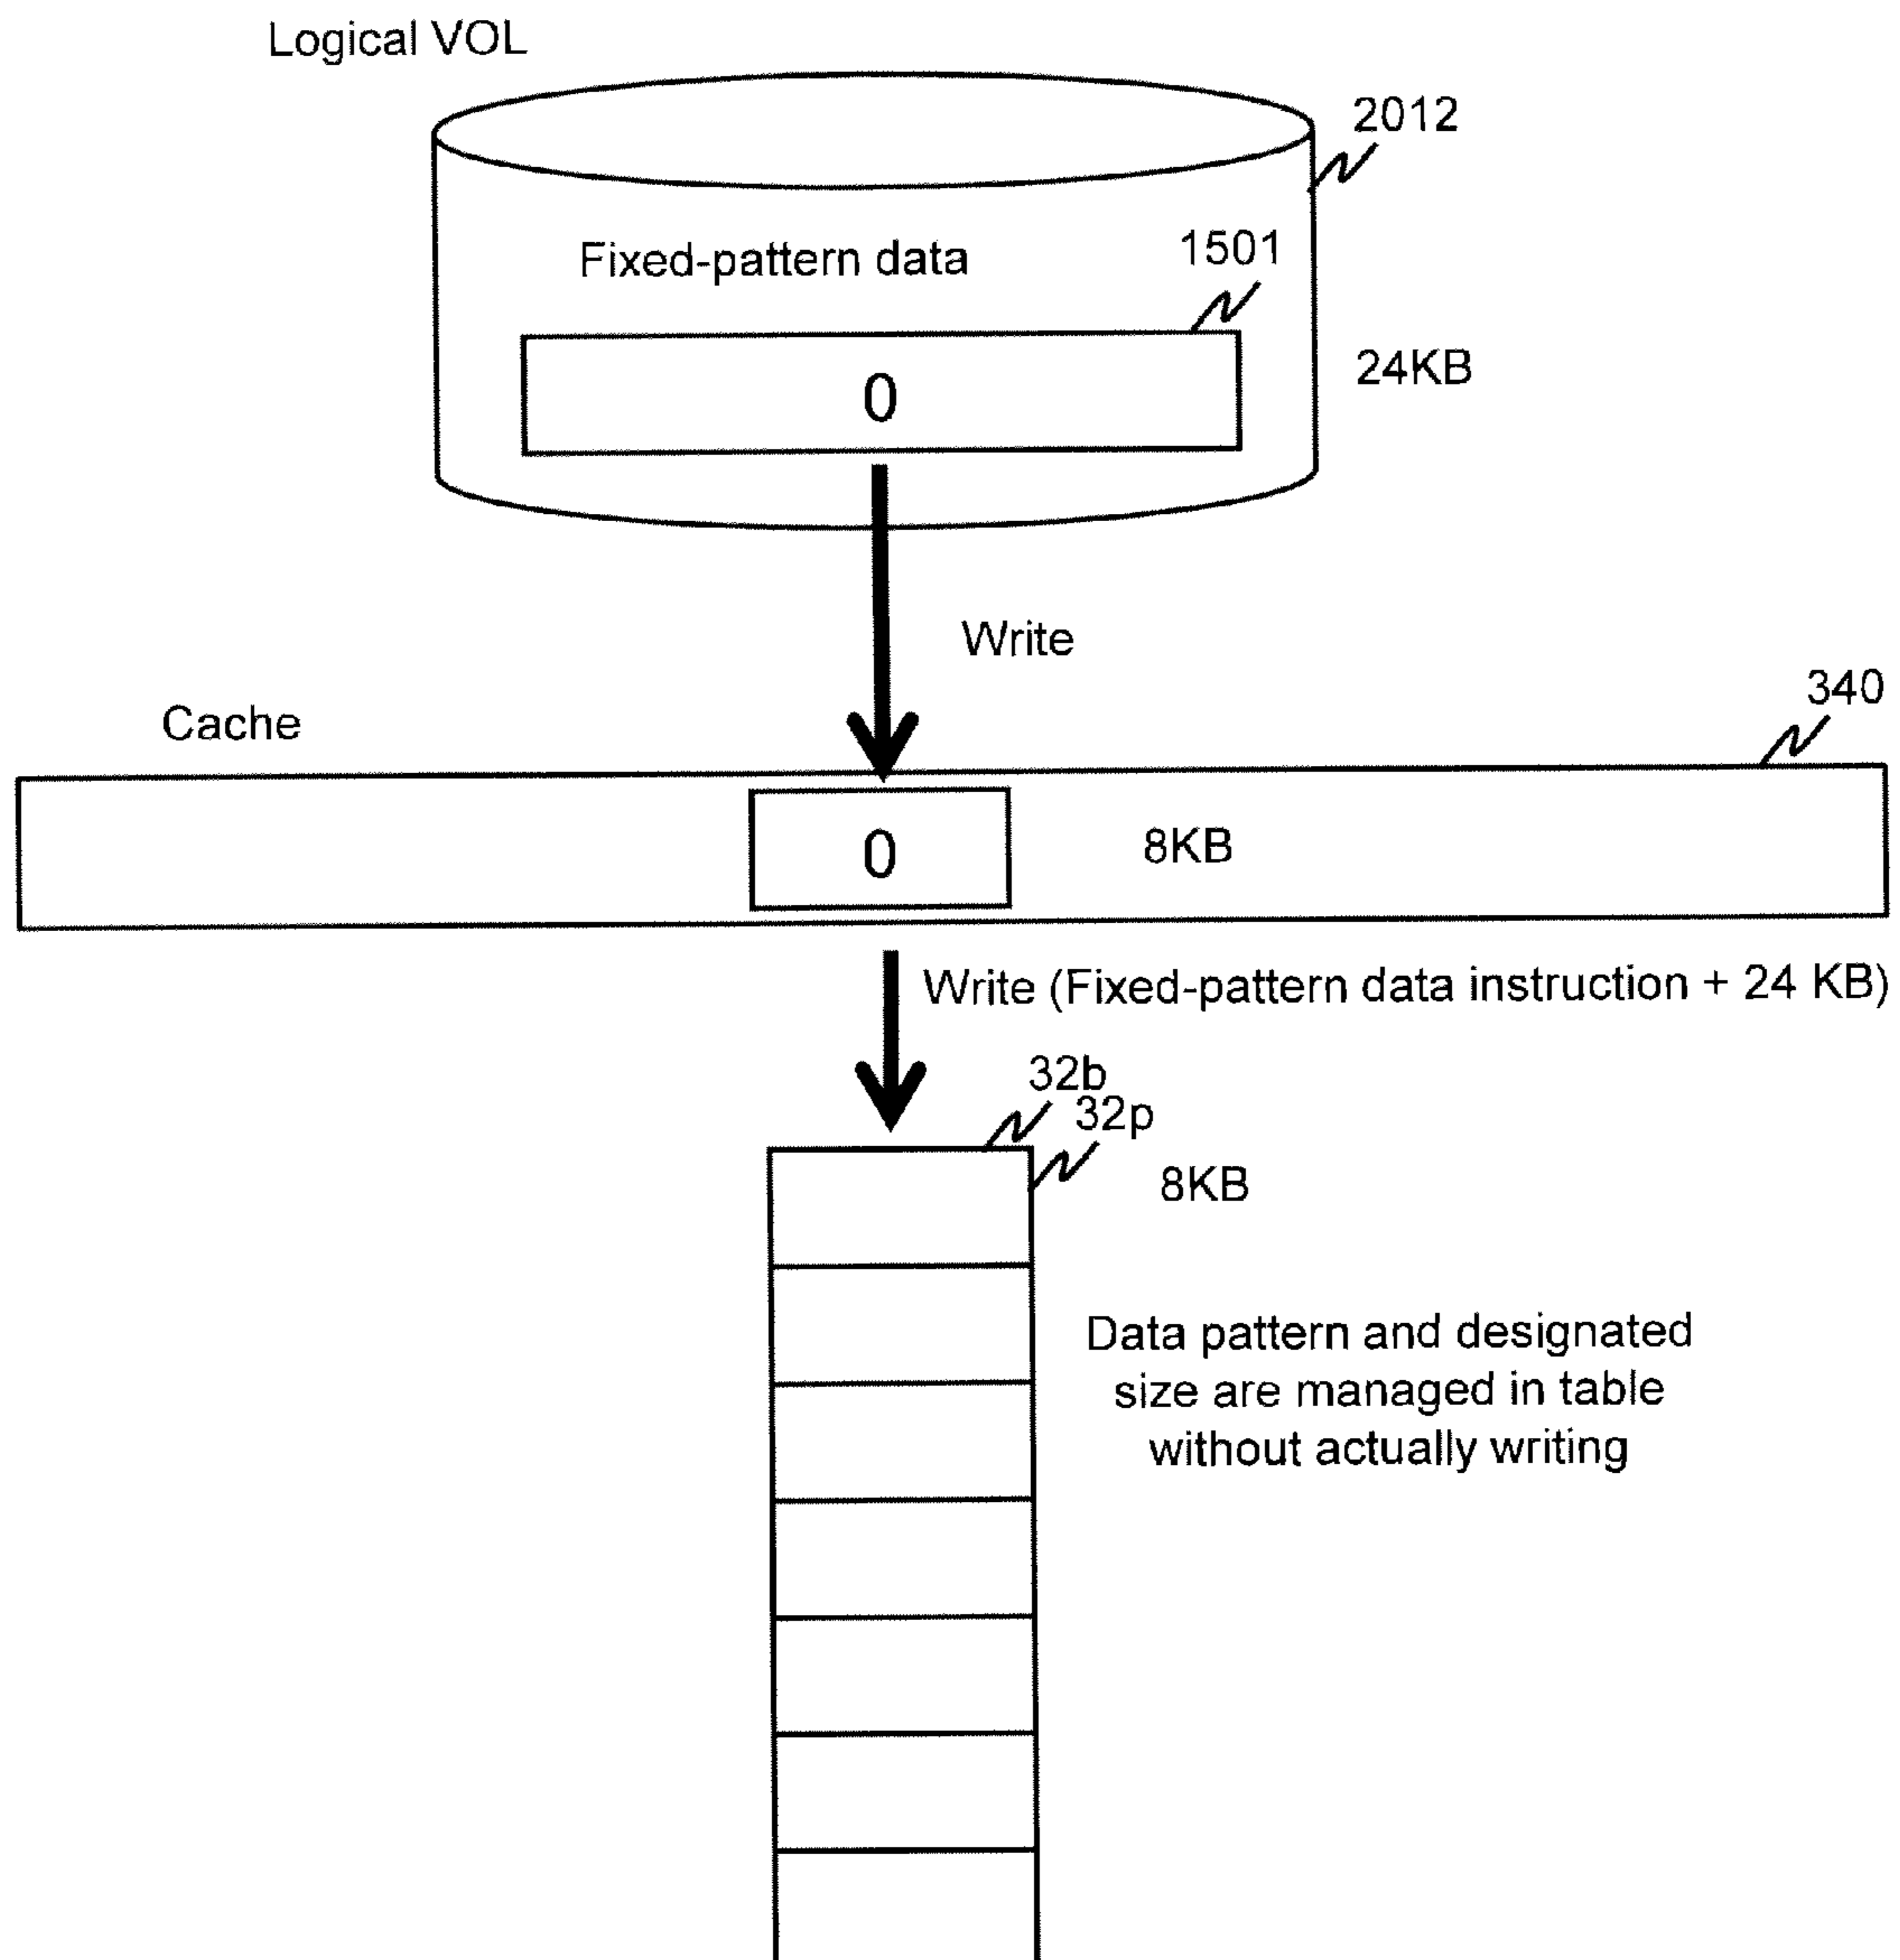 Logical VOL
2012
Fixed-pattern data
1501
0
24KB
Write
340
Cache
0
8KB
Write (Fixed-pattern data instruction + 24 KB)
32b
32p
8KB
Data pattern and designated
size are managed in table
without actually writing